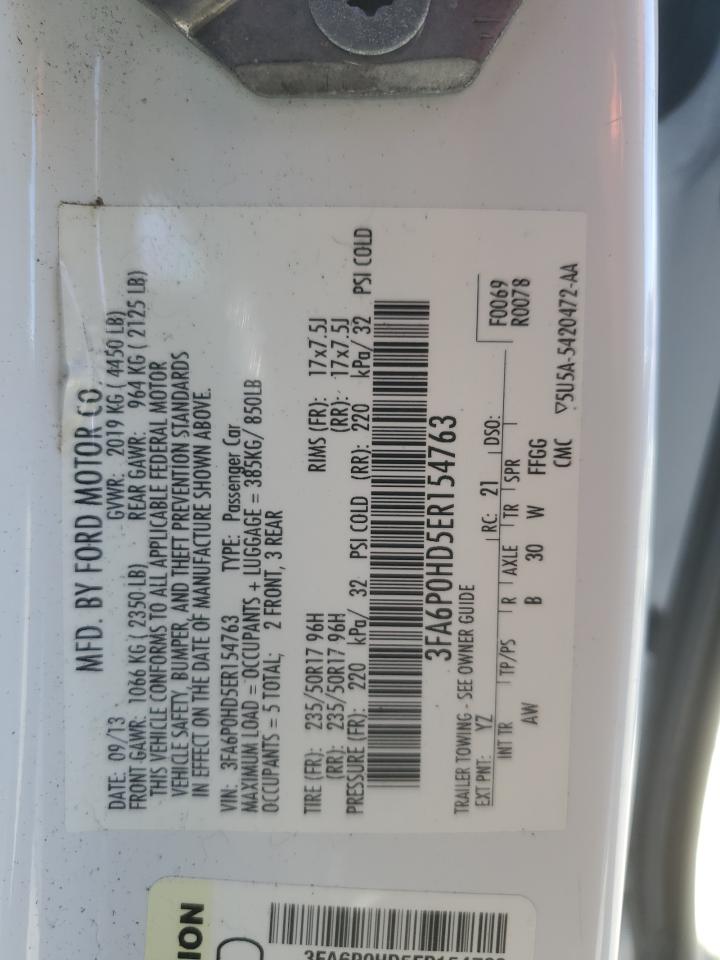 MFD. BY FORD MOTOR CO.
DATE: 09/13 GVWR: 2019 KG ( 4450 LB)
FRONT GAWR: 1066 KG ( 2350 LB) REAR GAWR: 964 KG ( 2125 LB)
THIS VEHICLE CONFORMS TO ALL APPLICABLE FEDERAL MOTOR
VEHICLE SAFETY, BUMPER, AND THEFT PREVENTION STANDARDS
IN EFFECT ON THE DATE OF MANUFACTURE SHOWN ABOVE.
VIN: 3FA6P0HD5ER154763 TYPE: Passenger Car
MAXIMUM LOAD = OCCUPANTS + LUGGAGE = 385KG/ 850LB
OCCUPANTS = 5 TOTAL; 2 FRONT, 3 REAR
TIRE (FR): 235/50R17 96H RIMS (FR): 17x7.5J
(RR): 235/50R17 96H (RR): 17x7.5J
PRESSURE (FR): 220 kPa/ 32 PSI COLD (RR): 220 kPa/ 32 PSI COLD
3FA6P0HD5ER154763
TRAILER TOWING - SEE OWNER GUIDE
EXT PNT: YZ RC: 21 DSO: F0069
INT TR TP/PS R AXLE TR SPR R0078
AW B 30 W FFGG
CMC ▽5U5A-5420472-AA
ION
3FA6P0HD5ER154763